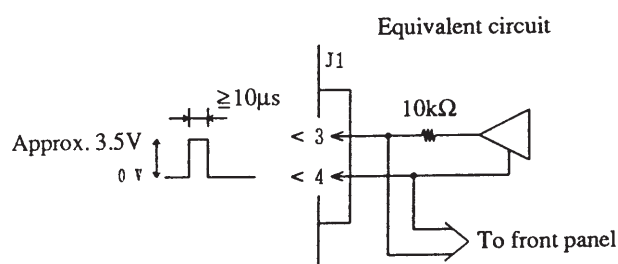 Equivalent circuit
J1
≧10μs
10kΩ
Approx. 3.5V
0 V
< 3
< 4
To front panel